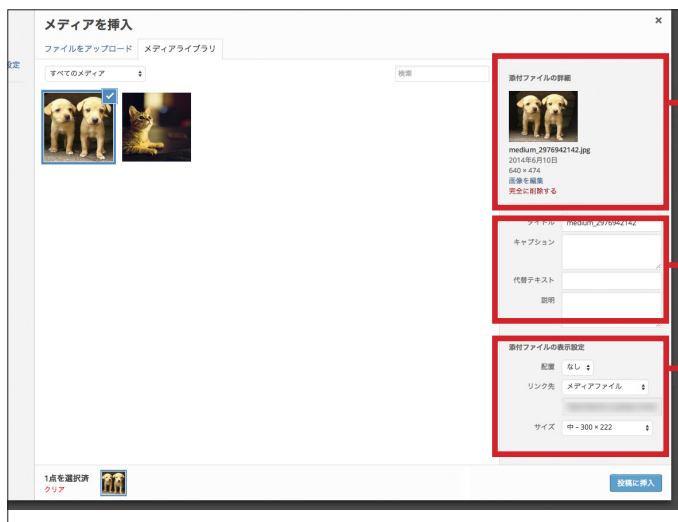 メディアを挿入
×
ファイルをアップロード メディアライブラリ
設定
すべてのメディア
検索
添付ファイルの詳細
medium_2976942142.jpg
2014年6月10日
640 × 474
画像を編集
完全に削除する
タイトル medium_2976942142
キャプション
代替テキスト
説明
添付ファイルの表示設定
配置 なし
リンク先 メディアファイル
サイズ 中 – 300 × 222
1点を選択済
クリア
投稿に挿入